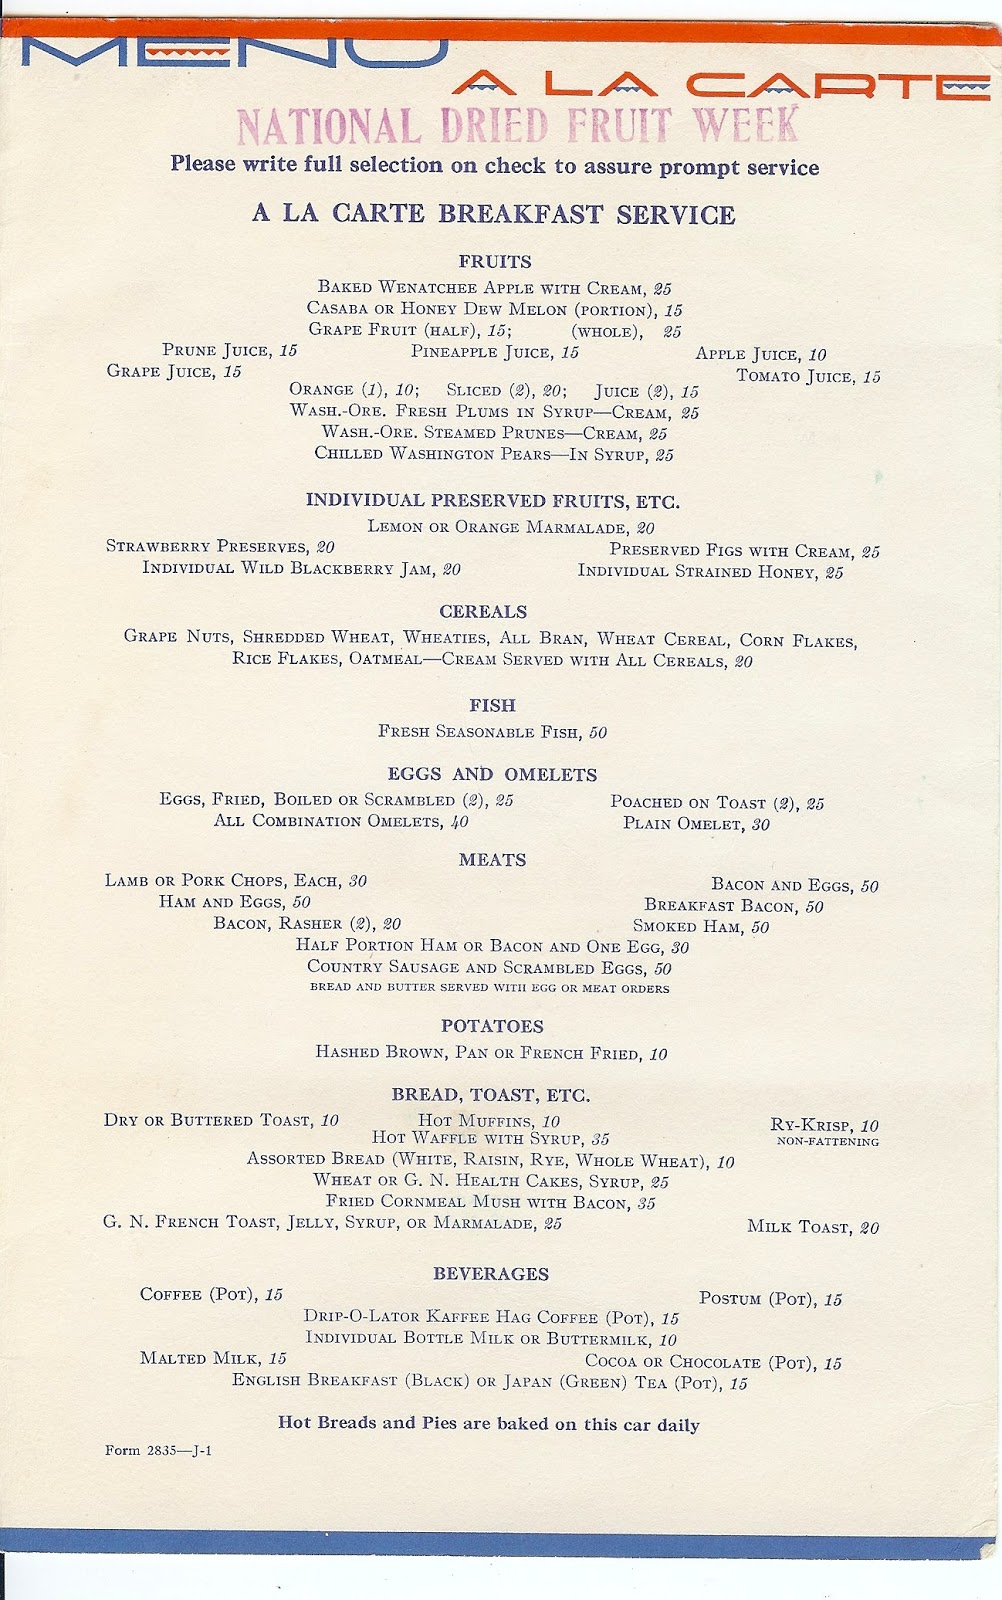 MENU
A LA CARTE
NATIONAL DRIED FRUIT WEEK
Please write full selection on check to assure prompt service
A LA CARTE BREAKFAST SERVICE
FRUITS
Baked Wenatchee Apple with Cream, 25
Casaba or Honey Dew Melon (portion), 15
Grape Fruit (half), 15; (whole), 25
Prune Juice, 15 Pineapple Juice, 15 Apple Juice, 10
Grape Juice, 15 Tomato Juice, 15
Orange (1), 10; Sliced (2), 20; Juice (2), 15
Wash.-Ore. Fresh Plums in Syrup—Cream, 25
Wash.-Ore. Steamed Prunes—Cream, 25
Chilled Washington Pears—In Syrup, 25
INDIVIDUAL PRESERVED FRUITS, ETC.
Lemon or Orange Marmalade, 20
Strawberry Preserves, 20 Preserved Figs with Cream, 25
Individual Wild Blackberry Jam, 20 Individual Strained Honey, 25
CEREALS
Grape Nuts, Shredded Wheat, Wheaties, All Bran, Wheat Cereal, Corn Flakes,
Rice Flakes, Oatmeal—Cream Served with All Cereals, 20
FISH
Fresh Seasonable Fish, 50
EGGS AND OMELETS
Eggs, Fried, Boiled or Scrambled (2), 25 Poached on Toast (2), 25
All Combination Omelets, 40 Plain Omelet, 30
MEATS
Lamb or Pork Chops, Each, 30 Bacon and Eggs, 50
Ham and Eggs, 50 Breakfast Bacon, 50
Bacon, Rasher (2), 20 Smoked Ham, 50
Half Portion Ham or Bacon and One Egg, 30
Country Sausage and Scrambled Eggs, 50
BREAD AND BUTTER SERVED WITH EGG OR MEAT ORDERS
POTATOES
Hashed Brown, Pan or French Fried, 10
BREAD, TOAST, ETC.
Dry or Buttered Toast, 10 Hot Muffins, 10 Ry-Krisp, 10
Hot Waffle with Syrup, 35 NON-FATTENING
Assorted Bread (White, Raisin, Rye, Whole Wheat), 10
Wheat or G. N. Health Cakes, Syrup, 25
Fried Cornmeal Mush with Bacon, 35
G. N. French Toast, Jelly, Syrup, or Marmalade, 25 Milk Toast, 20
BEVERAGES
Coffee (Pot), 15 Postum (Pot), 15
Drip-O-Lator Kaffee Hag Coffee (Pot), 15
Individual Bottle Milk or Buttermilk, 10
Malted Milk, 15 Cocoa or Chocolate (Pot), 15
English Breakfast (Black) or Japan (Green) Tea (Pot), 15
Hot Breads and Pies are baked on this car daily
Form 2835—J-1